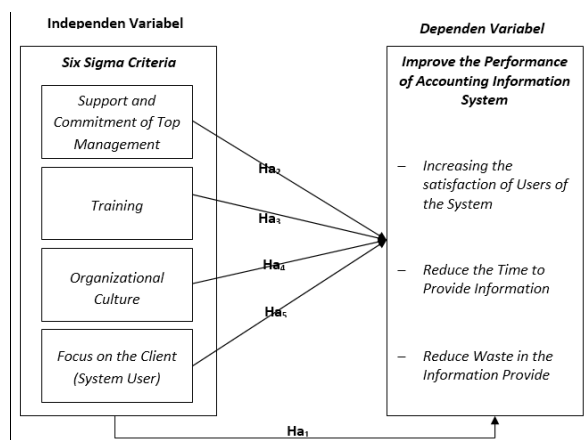 Independen Variabel
Six Sigma Criteria
Support and
Commitment of Top
Management
Training
Organizational
Culture
Focus on the Client
(System User)
Ha₂
Ha₃
Ha₄
Ha₅
Ha₁
Dependen Variabel
Improve the Performance
of Accounting Information
System
– Increasing the
satisfaction of Users of
the System
– Reduce the Time to
Provide Information
– Reduce Waste in the
Information Provide